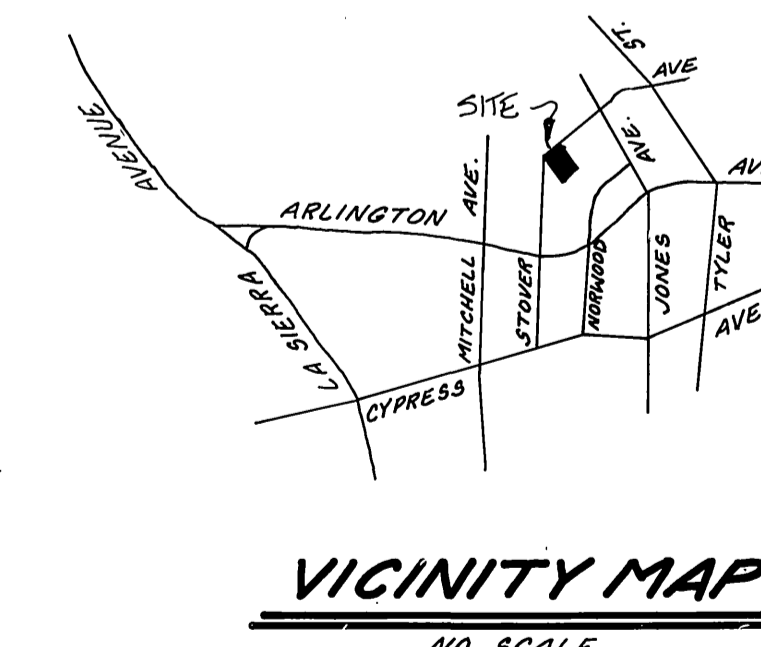 ST.
AVE
SITE
AVENUE
AVE.
AVE.
AV
ARLINGTON
LA SIERRA
MITCHELL
STOVER
NORWOOD
JONES
TYLER
AVE
CYPRESS
VICINITY MAP
NO SCALE